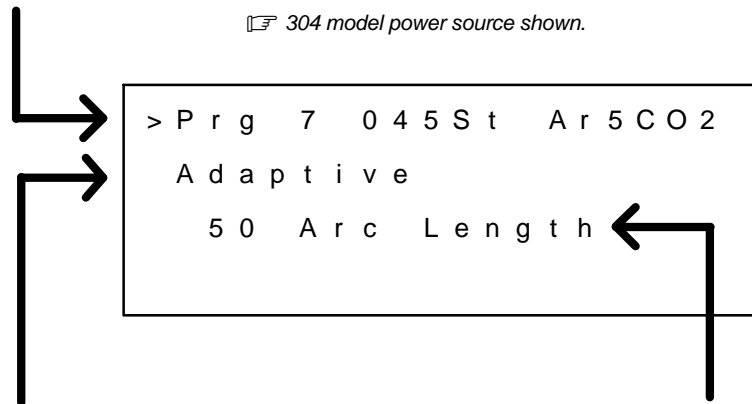 ☞ 304 model power source shown.
>Prg 7 045St Ar5CO2
Adaptive
50 Arc Length